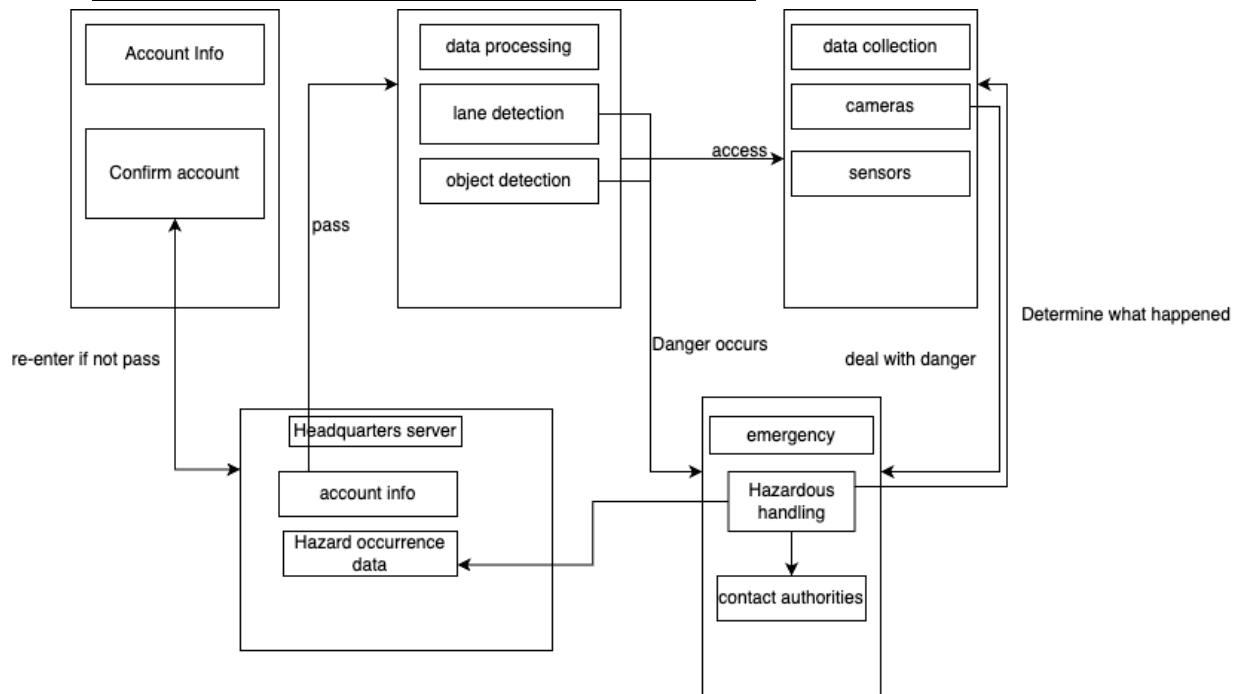 Account Info
Confirm account
data processing
lane detection
object detection
data collection
cameras
sensors
access
pass
re-enter if not pass
Danger occurs
deal with danger
Determine what happened
Headquarters server
account info
Hazard occurrence
data
emergency
Hazardous
handling
contact authorities